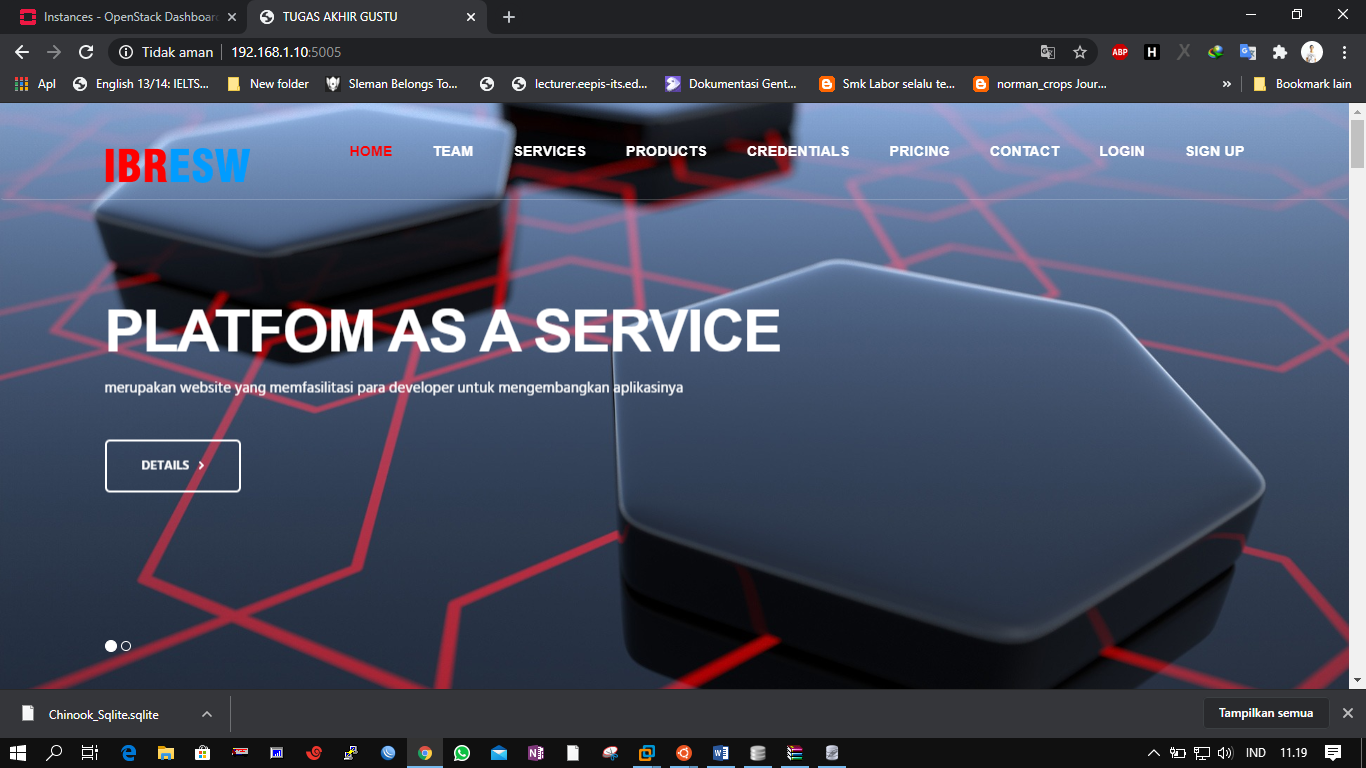 Instances - OpenStack Dashboar
TUGAS AKHIR GUSTU
Tidak aman
192.168.1.10:5005
ABP
H
X
Apl
English 13/14: IELTS...
New folder
Sleman Belongs To...
lecturer.eepis-its.ed...
Dokumentasi Gent...
Smk Labor selalu te...
norman_crops Jour...
»
Bookmark lain
IBRESW
HOME
TEAM
SERVICES
PRODUCTS
CREDENTIALS
PRICING
CONTACT
LOGIN
SIGN UP
PLATFOM AS A SERVICE
merupakan website yang memfasilitasi para developer untuk mengembangkan aplikasinya
DETAILS >
Chinook_Sqlite.sqlite
Tampilkan semua
IND
11.19